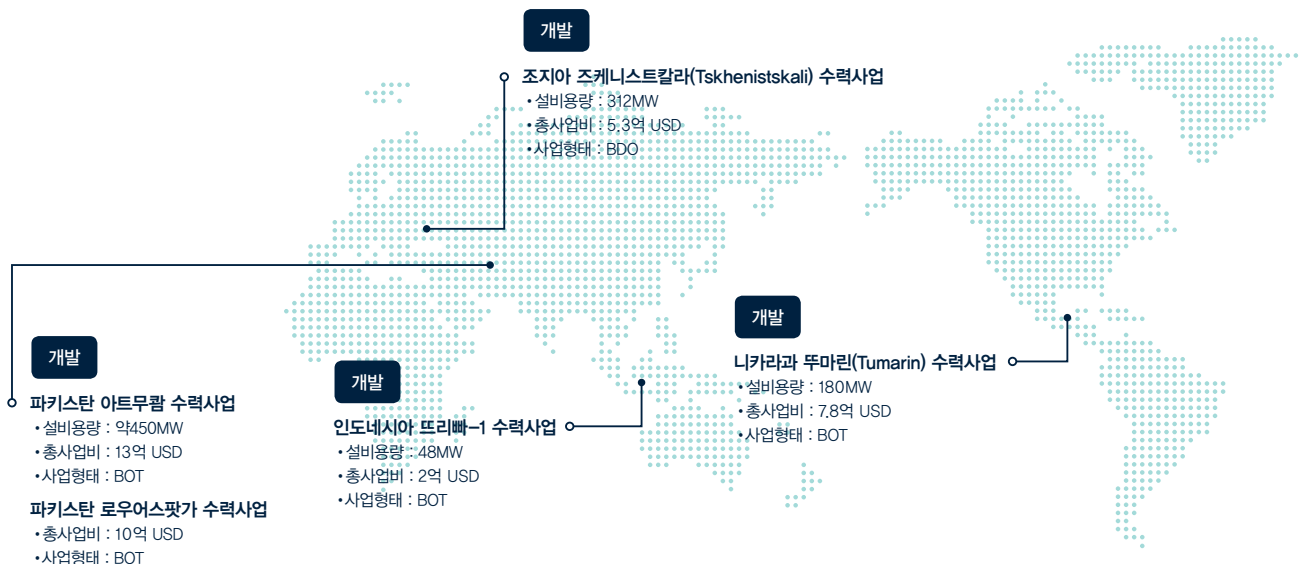 개발
조지아 즈케니스트칼라(Tskhenistskali) 수력사업
•설비용량 : 312MW
•총사업비 : 5.3억 USD
•사업형태 : BDO
개발
파키스탄 아트무쾀 수력사업
•설비용량 : 약450MW
•총사업비 : 13억 USD
•사업형태 : BOT
파키스탄 로우어스팟가 수력사업
•총사업비 : 10억 USD
•사업형태 : BOT
개발
인도네시아 뜨리빠-1 수력사업
•설비용량 : 48MW
•총사업비 : 2억 USD
•사업형태 : BOT
개발
니카라과 뚜마린(Tumarin) 수력사업
•설비용량 : 180MW
•총사업비 : 7.8억 USD
•사업형태 : BOT